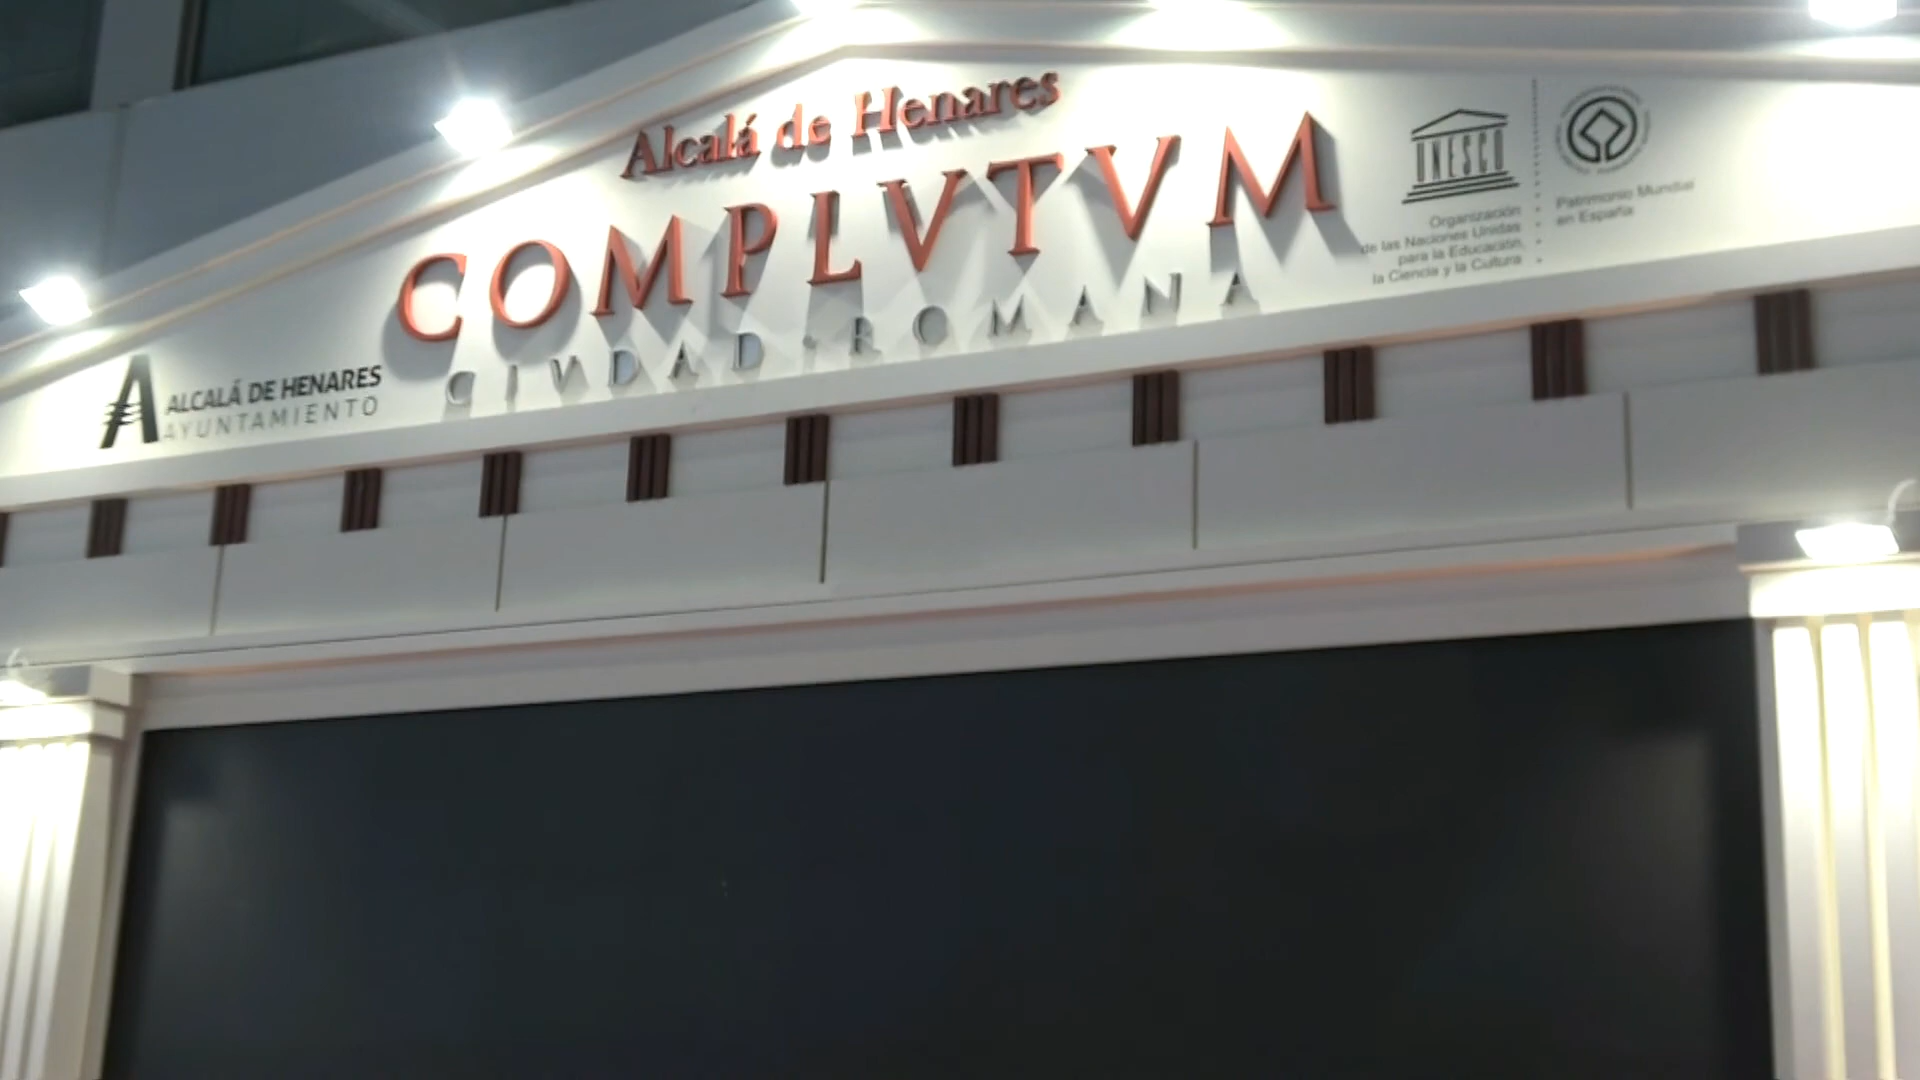 Alcalá de Henares
COMPLVTVM
CIVDAD·ROMANA
ALCALÁ DE HENARES
AYUNTAMIENTO
UNESCO
Organización
de las Naciones Unidas
para la Educación,
la Ciencia y la Cultura
Patrimonio Mundial
en España